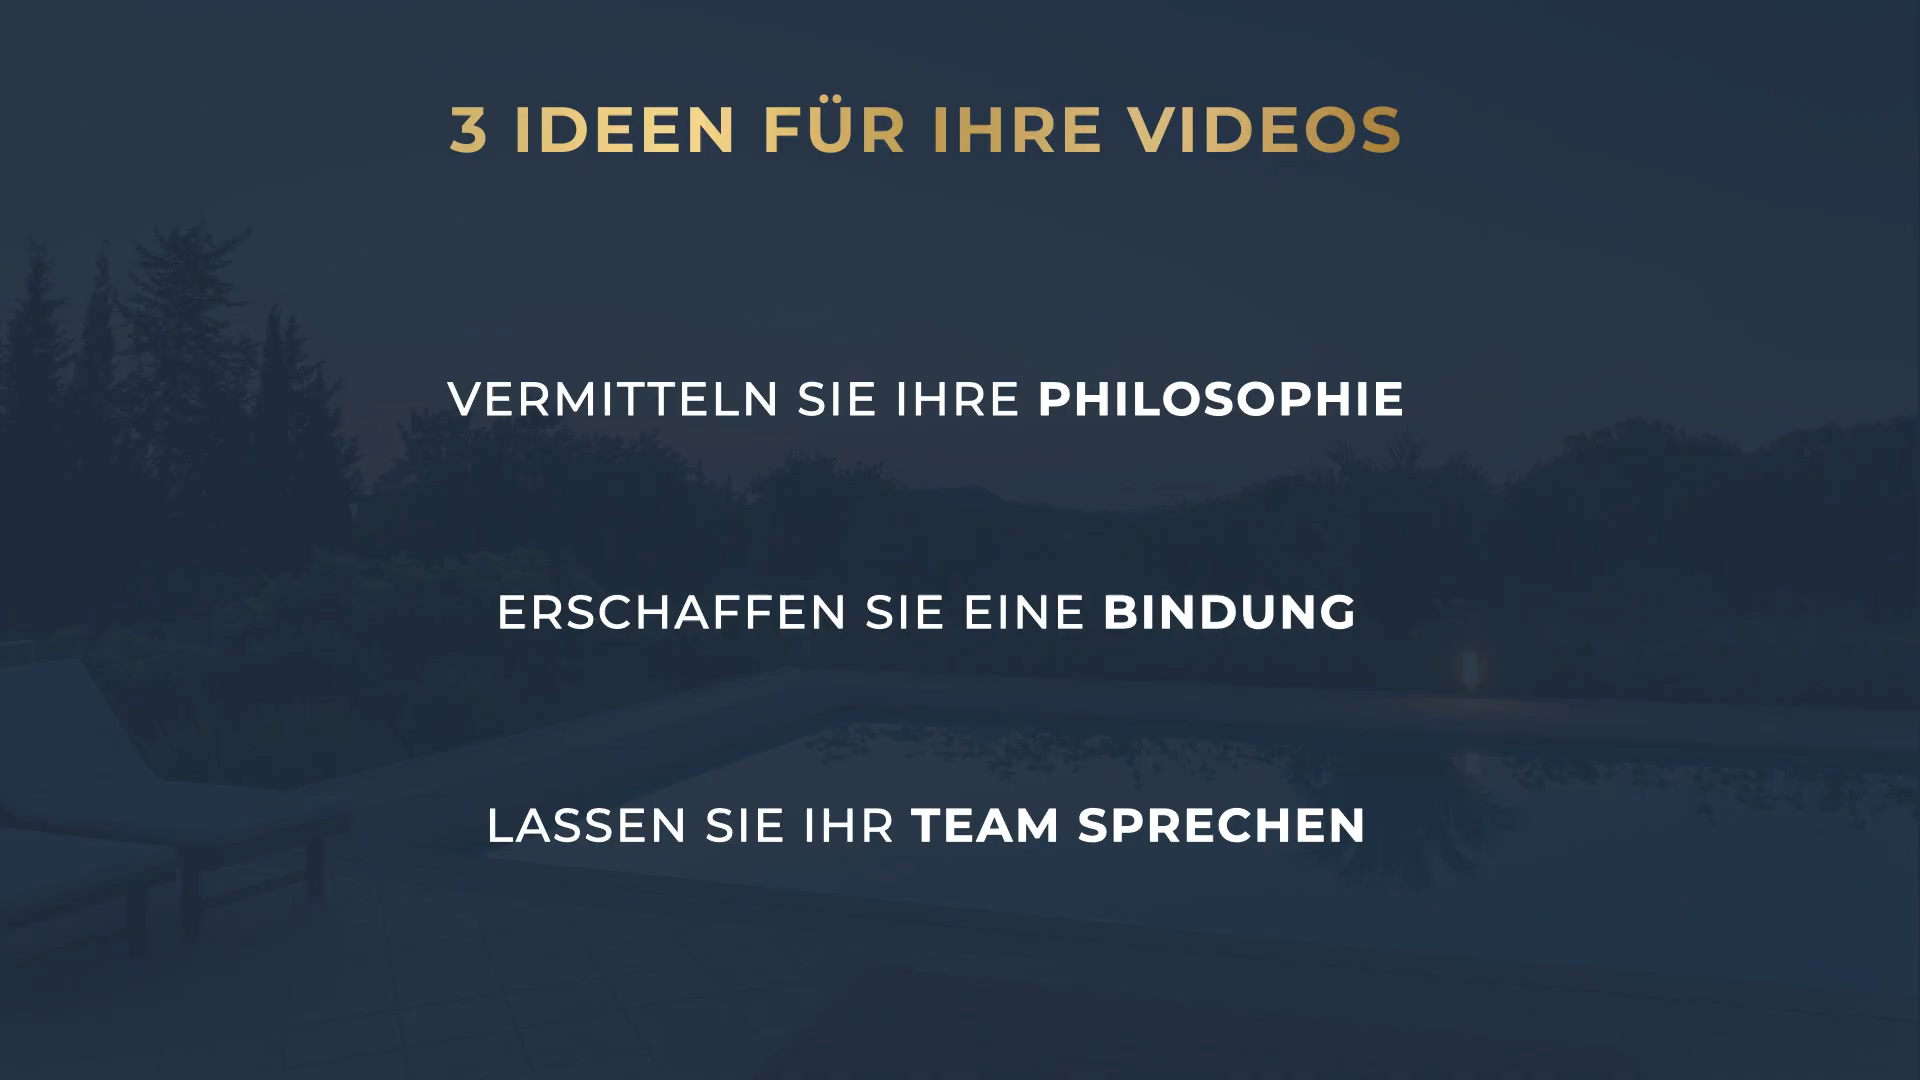 3 IDEEN FÜR IHRE VIDEOS
VERMITTELN SIE IHRE PHILOSOPHIE
ERSCHAFFEN SIE EINE BINDUNG
LASSEN SIE IHR TEAM SPRECHEN